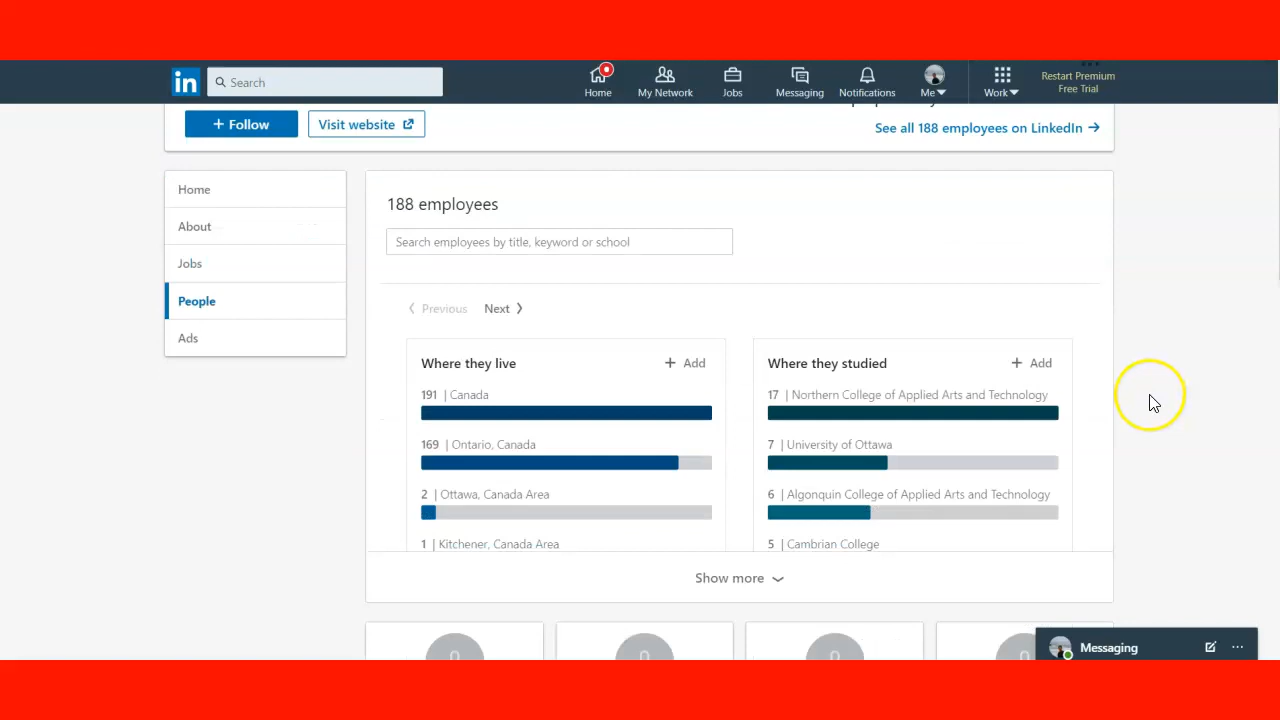 in
Search
Home
My Network
Jobs
Messaging
Notifications
Me
Work
Restart Premium
Free Trial
+ Follow
Visit website
See all 188 employees on LinkedIn →
Home
About
Jobs
People
Ads
188 employees
Search employees by title, keyword or school
Previous
Next
Where they live
+ Add
191 | Canada
169 | Ontario, Canada
2 | Ottawa, Canada Area
1 | Kitchener, Canada Area
Where they studied
+ Add
17 | Northern College of Applied Arts and Technology
7 | University of Ottawa
6 | Algonquin College of Applied Arts and Technology
5 | Cambrian College
Show more
Messaging